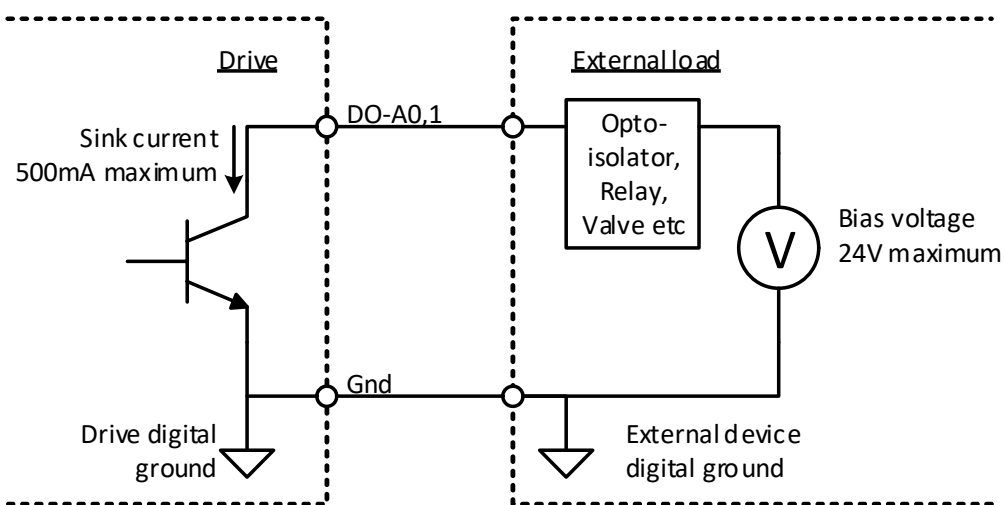 Drive
External load
DO-A0,1
Sink current
500mA maximum
Opto-
isolator,
Relay,
Valve etc
V
Bias voltage
24V maximum
Gnd
Drive digital
ground
External device
digital ground